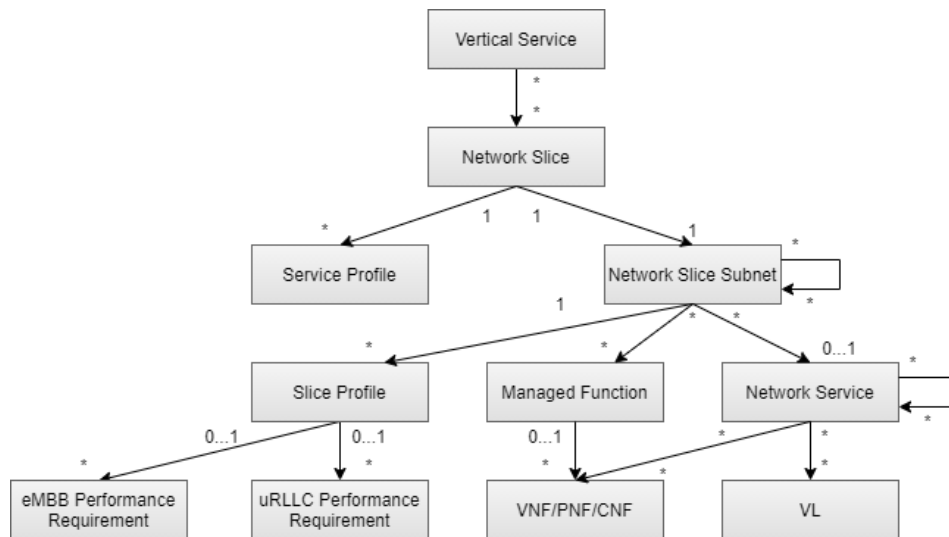 Vertical Service
*
*
Network Slice
1
1
*
1
Service Profile
Network Slice Subnet
*
*
1
*
*
*
*
0...1
Slice Profile
Managed Function
Network Service
*
*
0...1
0...1
0...1
*
*
*
*
*
*
*
eMBB Performance
Requirement
uRLLC Performance
Requirement
VNF/PNF/CNF
VL